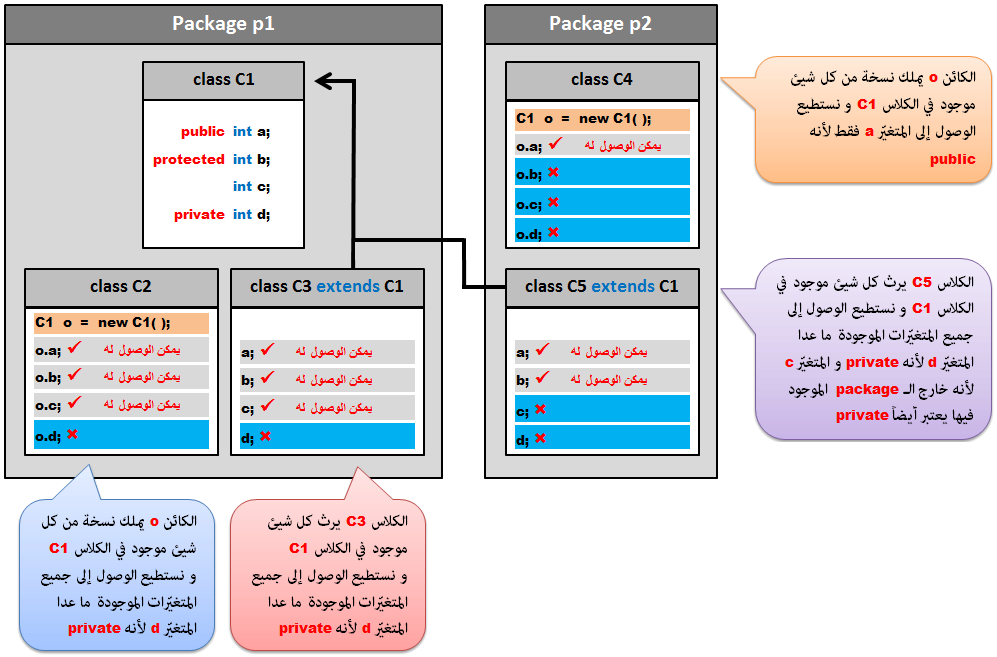 Package p1
class C1
public int a;
protected int b;
int c;
private int d;
class C2
C1 o = new C1( );
o.a; ✓ يمكن الوصول له
o.b; ✓ يمكن الوصول له
o.c; ✓ يمكن الوصول له
o.d; ✖
class C3 extends C1
a; ✓ يمكن الوصول له
b; ✓ يمكن الوصول له
c; ✓ يمكن الوصول له
d; ✖
Package p2
class C4
C1 o = new C1( );
o.a; ✓ يمكن الوصول له
o.b; ✖
o.c; ✖
o.d; ✖
class C5 extends C1
a; ✓ يمكن الوصول له
b; ✓ يمكن الوصول له
c; ✖
d; ✖
الكائن o يملك نسخة من كل شيئ
موجود في الكلاس C1 و نستطيع
الوصول إلى المتغيّر a فقط لأنه
public
الكلاس C5 يرث كل شيئ موجود في
الكلاس C1 و نستطيع الوصول إلى
جميع المتغيّرات الموجودة ما عدا
المتغيّر d لأنه private و المتغيّر c
لأنه خارج الـ package الموجود
فيها يعتبر أيضاً private
الكائن o يملك نسخة من كل
شيئ موجود في الكلاس C1
و نستطيع الوصول إلى جميع
المتغيّرات الموجودة ما عدا
المتغيّر d لأنه private
الكلاس C3 يرث كل شيئ
موجود في الكلاس C1
و نستطيع الوصول إلى جميع
المتغيّرات الموجودة ما عدا
المتغيّر d لأنه private